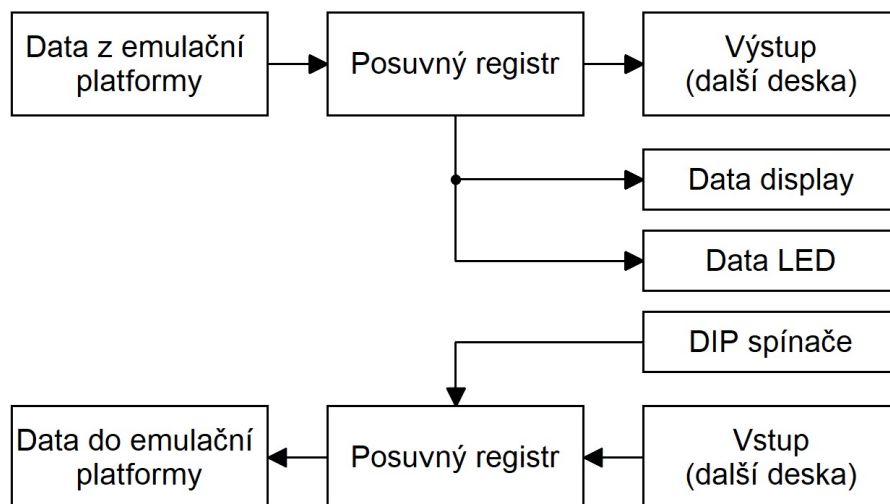 Data z emulační
platformy
Posuvný registr
Výstup
(další deska)
Data display
Data LED
DIP spínače
Data do emulační
platformy
Posuvný registr
Vstup
(další deska)